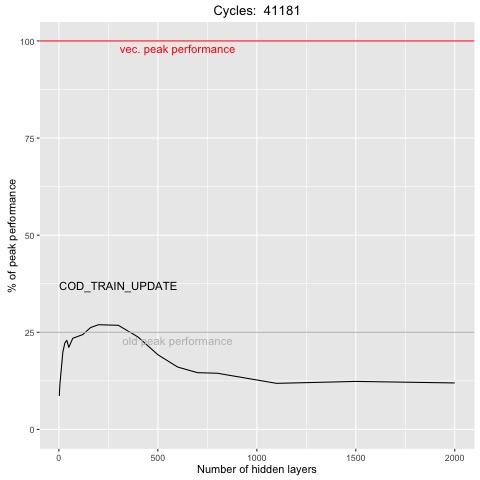 Cycles: 41181
100
vec. peak performance
75
% of peak performance
50
COD_TRAIN_UPDATE
25
old peak performance
0
0 500 1000 1500 2000
Number of hidden layers